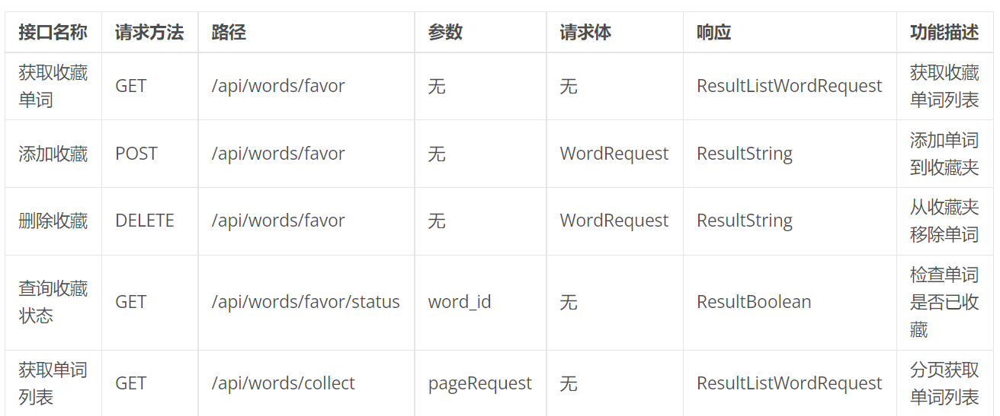 接口名称 请求方法 路径 参数 请求体 响应 功能描述
获取收藏单词 GET /api/words/favor 无 无 ResultListWordRequest 获取收藏单词列表
添加收藏 POST /api/words/favor 无 WordRequest ResultString 添加单词到收藏夹
删除收藏 DELETE /api/words/favor 无 WordRequest ResultString 从收藏夹移除单词
查询收藏状态 GET /api/words/favor/status word_id 无 ResultBoolean 检查单词是否已收藏
获取单词列表 GET /api/words/collect pageRequest 无 ResultListWordRequest 分页获取单词列表